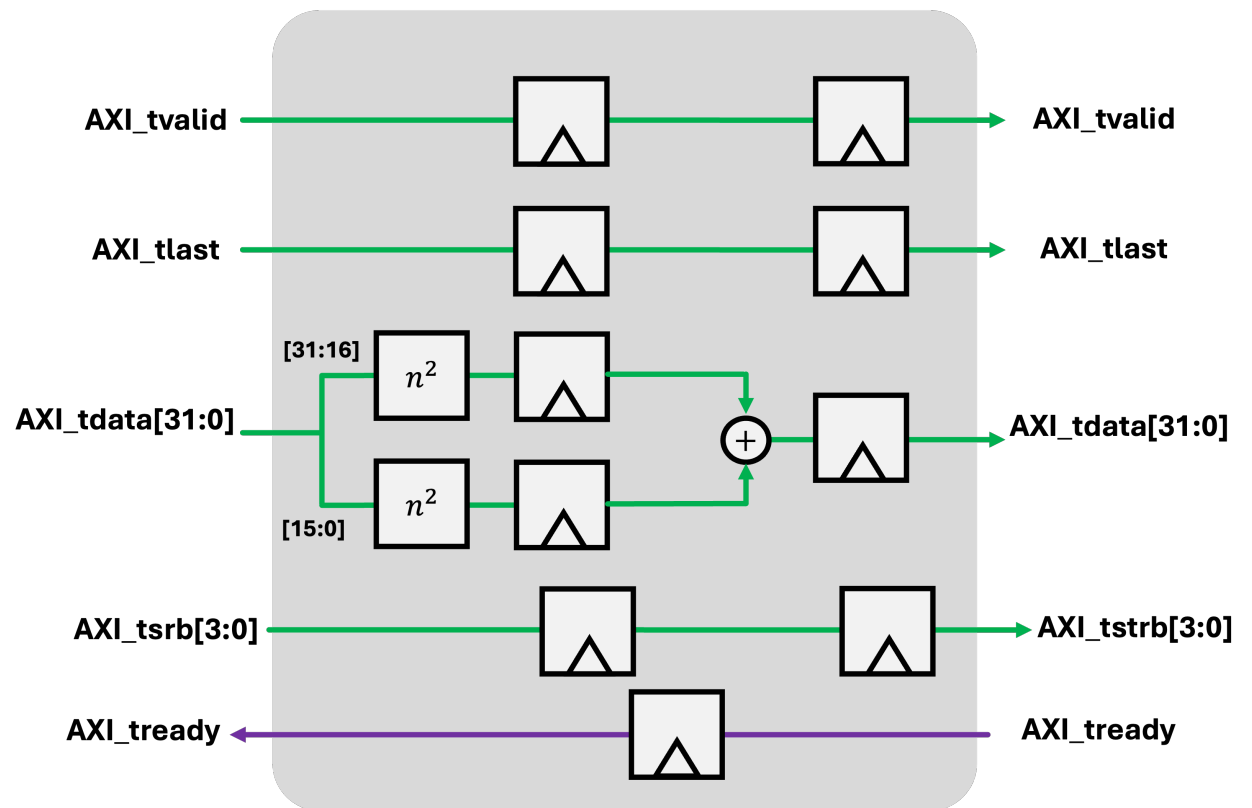 AXI_tvalid
AXI_tvalid
AXI_tlast
AXI_tlast
[31:16]
n²
AXI_tdata[31:0]
+
AXI_tdata[31:0]
n²
[15:0]
AXI_tsrb[3:0]
AXI_tstrb[3:0]
AXI_tready
AXI_tready